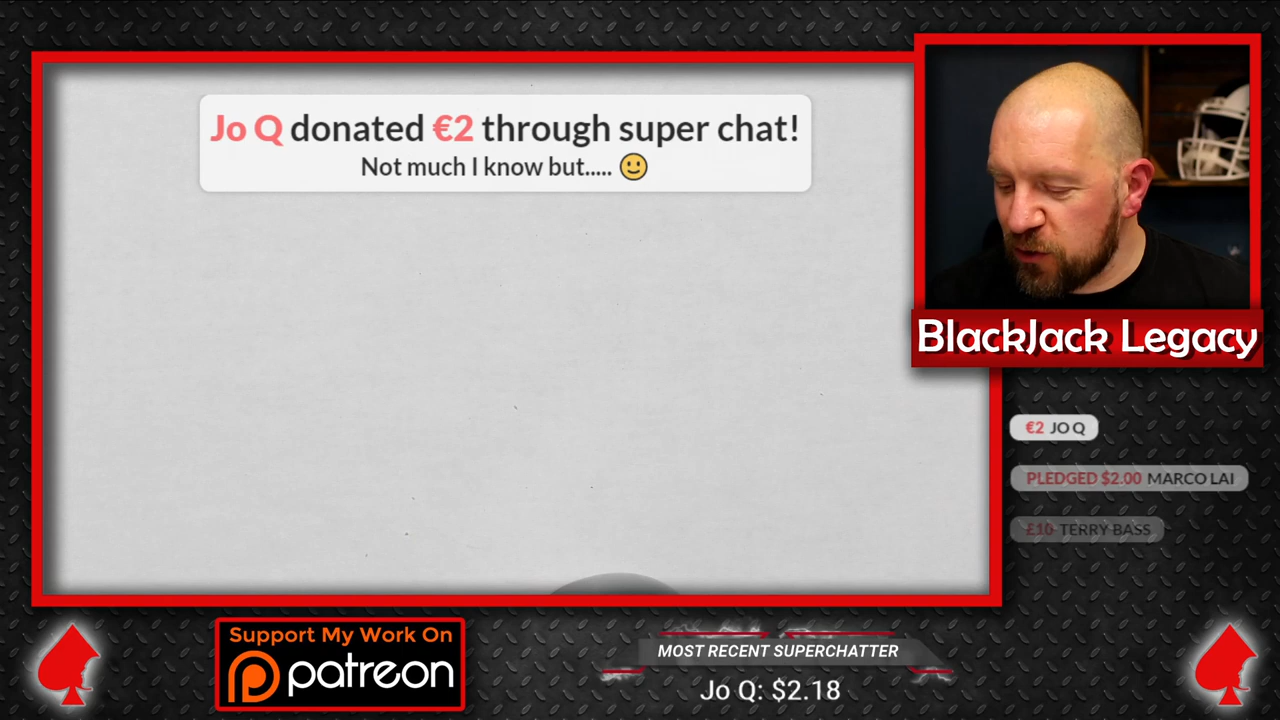 Jo Q donated €2 through super chat!
Not much I know but..... 🙂
BlackJack Legacy
€2 JO Q
PLEDGED $2.00 MARCO LAI
£10 TERRY BASS
Support My Work On
patreon
MOST RECENT SUPERCHATTER
Jo Q: $2.18